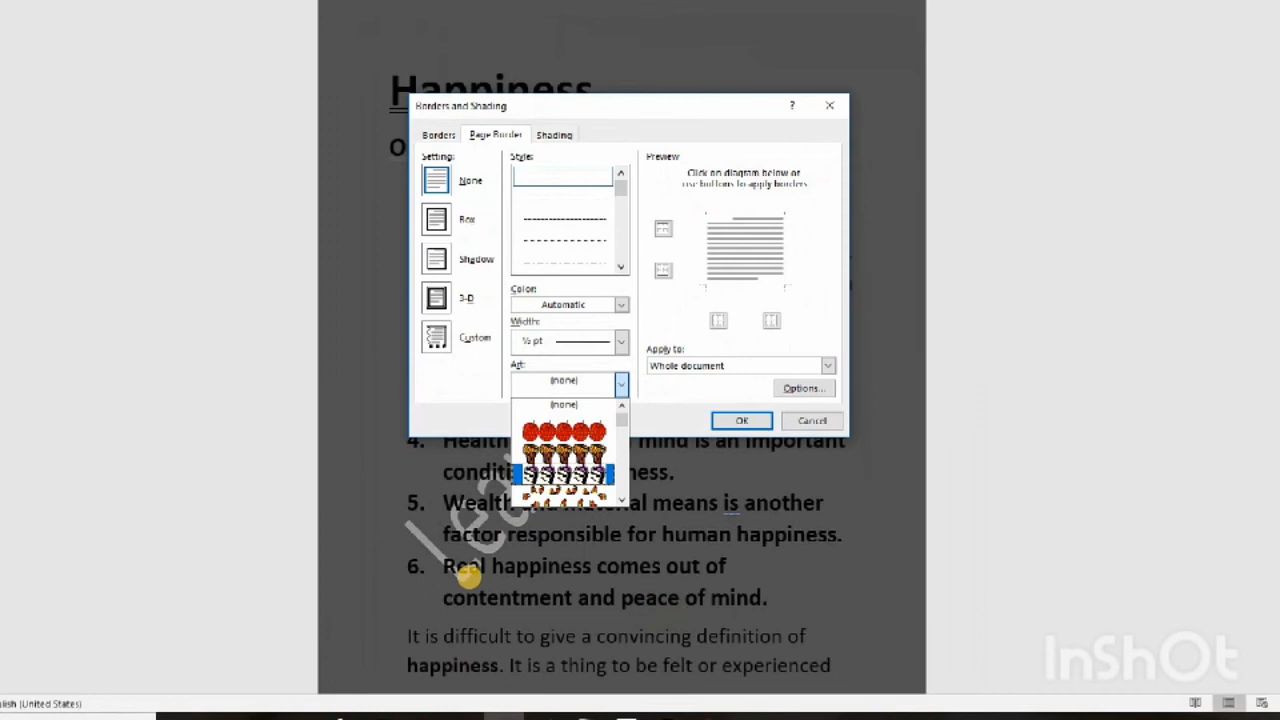 Happiness
Borders and Shading
?
Borders
Page Border
Shading
Setting:
None
Box
Shadow
3-D
Custom
Style:
Color:
Automatic
Width:
½ pt
Art:
(none)
(none)
Preview
Click on diagram below or
use buttons to apply borders
Apply to:
Whole document
Options...
OK
Cancel
4. Health mind is an important
ness.
5. Wealth means is another
factor responsible for human happiness.
6. Real happiness comes out of
contentment and peace of mind.
It is difficult to give a convincing definition of
happiness. It is a thing to be felt or experienced
InShOt
lish (United States)